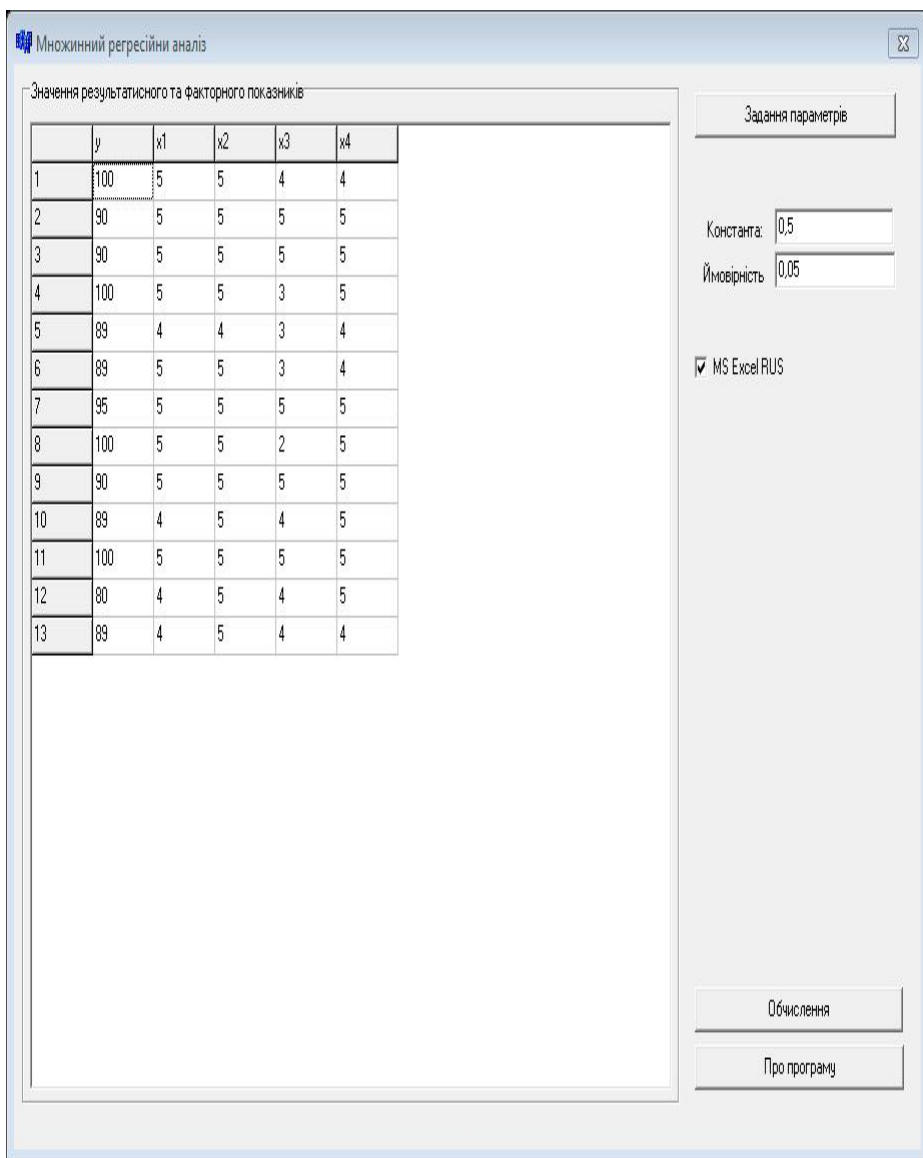 Множинний регресійни аналіз
Значення результатисного та факторного показників
Задання параметрів
y x1 x2 x3 x4
1 100 5 5 4 4
2 90 5 5 5 5
Константа: 0,5
3 90 5 5 5 5
Ймовірність 0,05
4 100 5 5 3 5
5 89 4 4 3 4
6 89 5 5 3 4
MS Excel RUS
7 95 5 5 5 5
8 100 5 5 2 5
9 90 5 5 5 5
10 89 4 5 4 5
11 100 5 5 5 5
12 80 4 5 4 5
13 89 4 5 4 4
Обчислення
Про програму